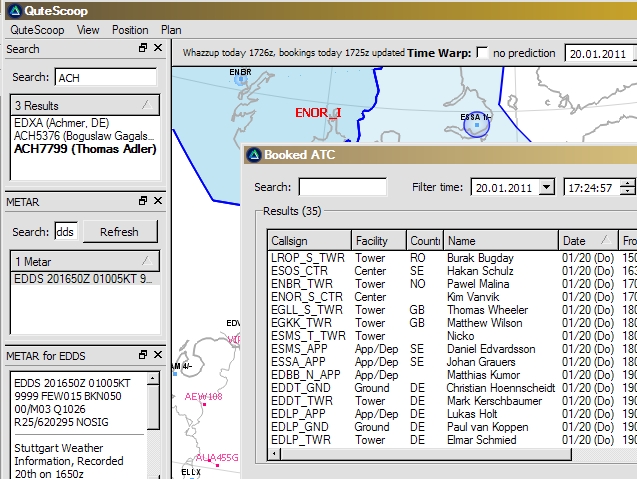 QuteScoop
QuteScoop View Position Plan
Search
Search: ACH
3 Results
EDXA (Achmer, DE)
ACH5376 (Boguslaw Gagals...
ACH7799 (Thomas Adler)
METAR
Search: dds Refresh
1 Metar
EDDS 201650Z 01005KT 9...
METAR for EDDS
EDDS 201650Z 01005KT
9999 FEW015 BKN050
00/M03 Q1026
R25/620295 NOSIG
Stuttgart Weather
Information, Recorded
20th on 1650z
Whazzup today 1726z, bookings today 1725z updated Time Warp: no prediction 20.01.2011
ENBR
ENOR_I
ESSA
AEW108
AUA455G
ELLX
Booked ATC
Search: Filter time: 20.01.2011 17:24:57
Results (35)
Callsign Facility Countr Name Date Fro
LROP_S_TWR Tower RO Burak Bugday 01/20 (Do) 150
ESOS_CTR Center SE Hakan Schulz 01/20 (Do) 163
ENBR_TWR Tower NO Pawel Malina 01/20 (Do) 170
ENOR_S_CTR Center Kim Vanvik 01/20 (Do) 170
EGLL_S_TWR Tower GB Thomas Wheeler 01/20 (Do) 180
EGKK_TWR Tower GB Matthew Wilson 01/20 (Do) 180
ESMS_T_TWR Tower Nicko 01/20 (Do) 180
ESMS_APP App/Dep SE Daniel Edvardsson 01/20 (Do) 180
ESSA_APP App/Dep SE Johan Grauers 01/20 (Do) 180
EDBB_N_APP App/Dep Matthias Kumor 01/20 (Do) 180
EDDT_GND Ground DE Christian Hoennscheidt 01/20 (Do) 190
EDDT_TWR Tower DE Mark Kerschbaumer 01/20 (Do) 190
EDLP_APP App/Dep DE Lukas Holt 01/20 (Do) 190
EDLP_GND Ground DE Paul van Koppen 01/20 (Do) 190
EDLP_TWR Tower DE Elmar Schmied 01/20 (Do) 190